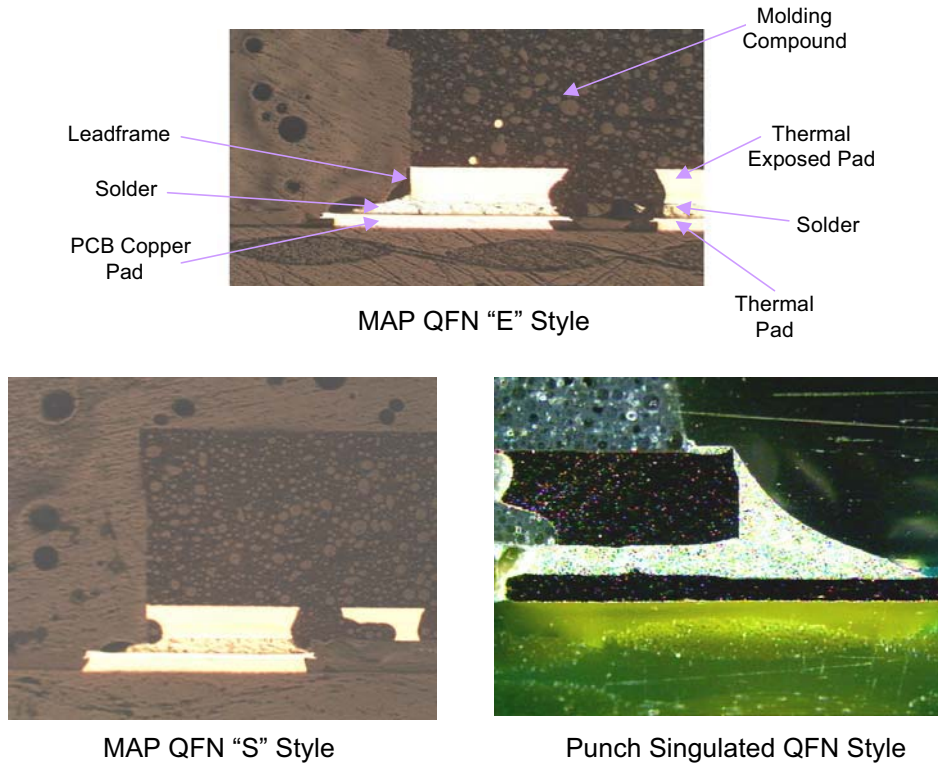 Molding
Compound
Leadframe
Thermal
Exposed Pad
Solder
Solder
PCB Copper
Pad
Thermal
Pad
MAP QFN “E” Style
MAP QFN “S” Style
Punch Singulated QFN Style